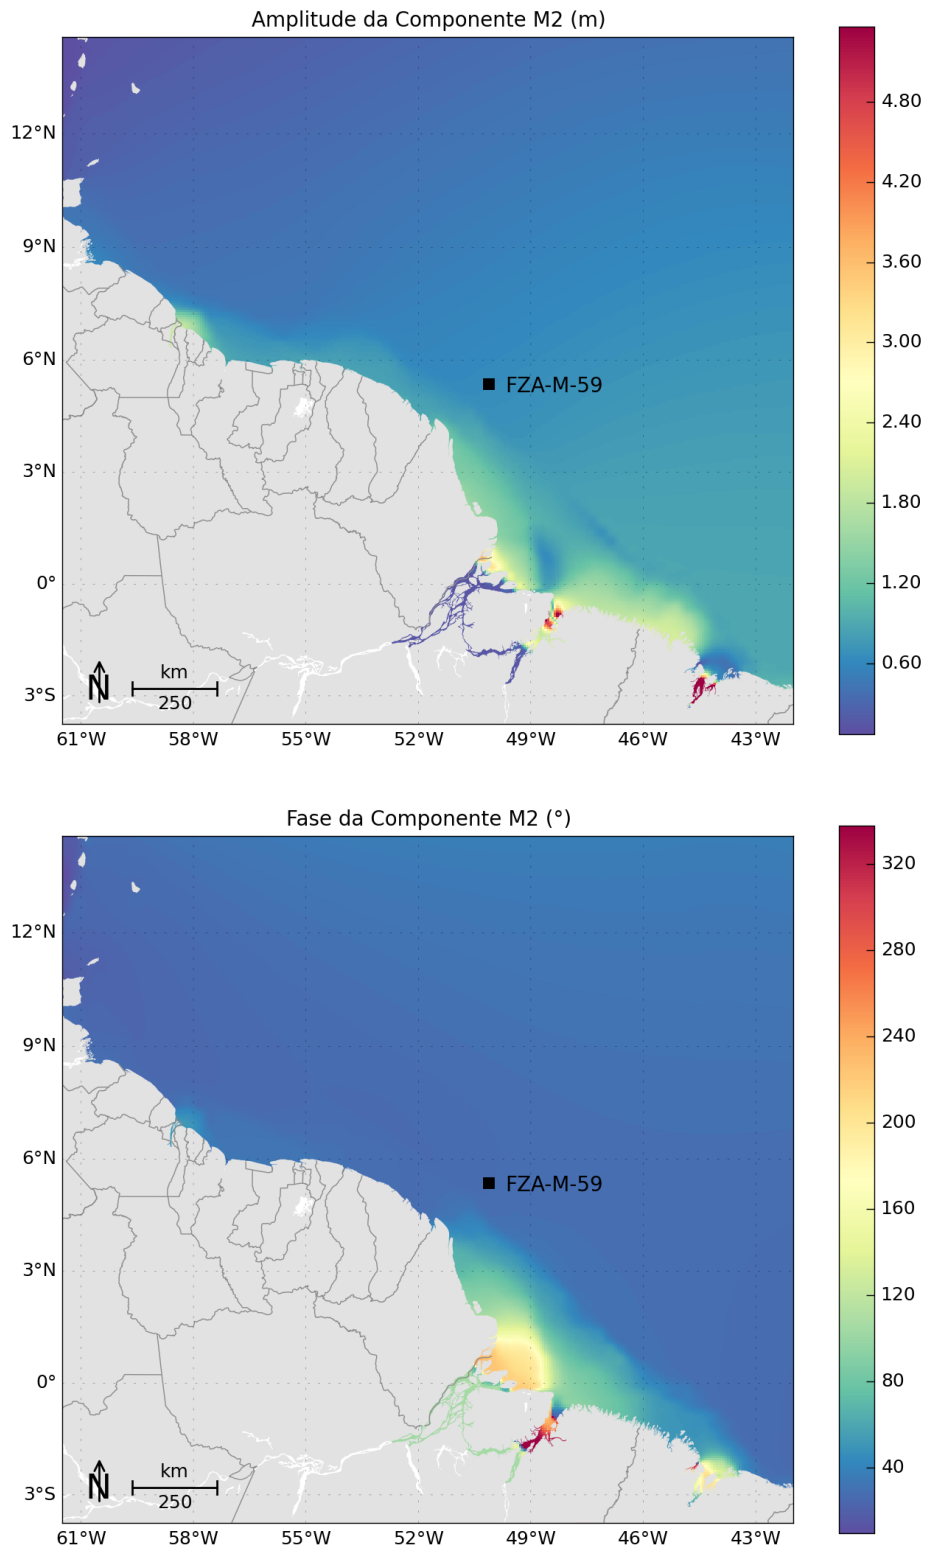 Amplitude da Componente M2 (m)
12°N
9°N
6°N
3°N
0°
3°S
FZA-M-59
N
km
250
61°W 58°W 55°W 52°W 49°W 46°W 43°W
4.80
4.20
3.60
3.00
2.40
1.80
1.20
0.60
Fase da Componente M2 (°)
12°N
9°N
6°N
3°N
0°
3°S
FZA-M-59
N
km
250
61°W 58°W 55°W 52°W 49°W 46°W 43°W
320
280
240
200
160
120
80
40